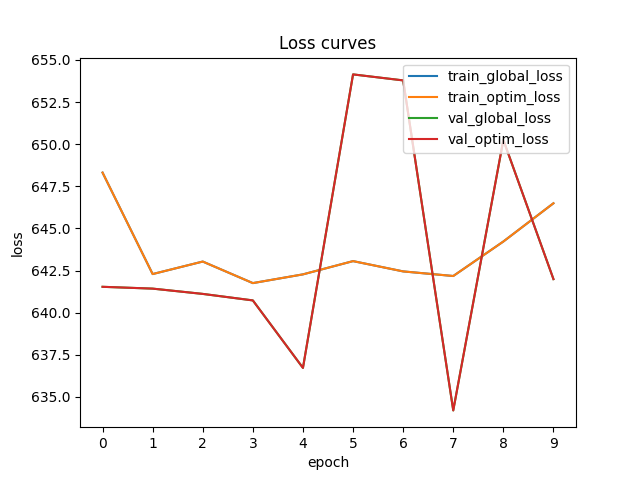 Loss curves
655.0
652.5
650.0
647.5
645.0
642.5
640.0
637.5
635.0
loss
train_global_loss
train_optim_loss
val_global_loss
val_optim_loss
0 1 2 3 4 5 6 7 8 9
epoch